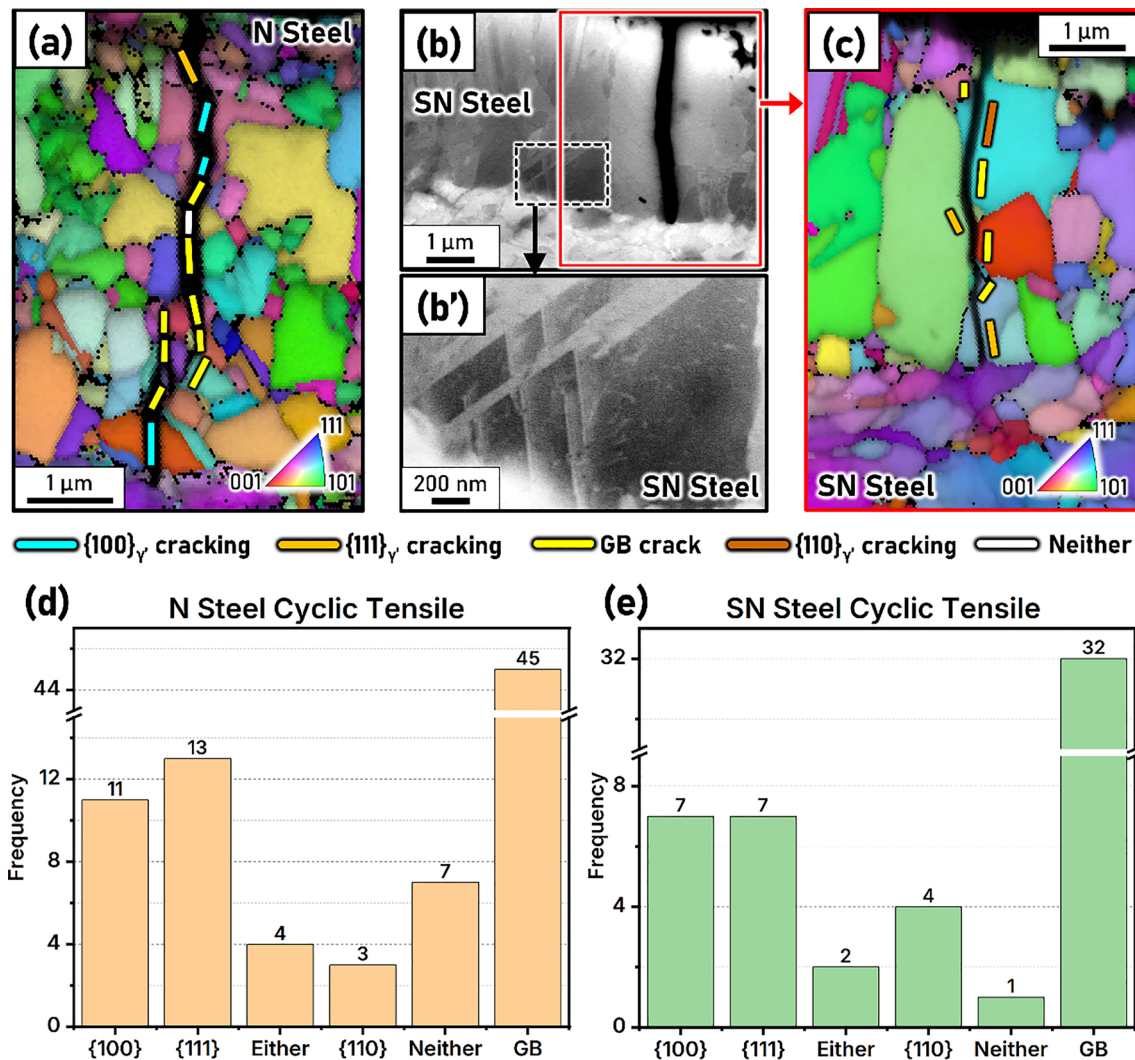 (a)
N Steel
1 μm
001
111
101
(b)
SN Steel
1 μm
(b')
200 nm
SN Steel
(c)
1 μm
SN Steel
001
111
101
{100}γ' cracking
{111}γ' cracking
GB crack
{110}γ' cracking
Neither
(d)
N Steel Cyclic Tensile
Frequency
44
12
8
4
0
11
13
4
3
7
45
{100}
{111}
Either
{110}
Neither
GB
(e)
SN Steel Cyclic Tensile
Frequency
32
8
4
0
7
7
2
4
1
32
{100}
{111}
Either
{110}
Neither
GB